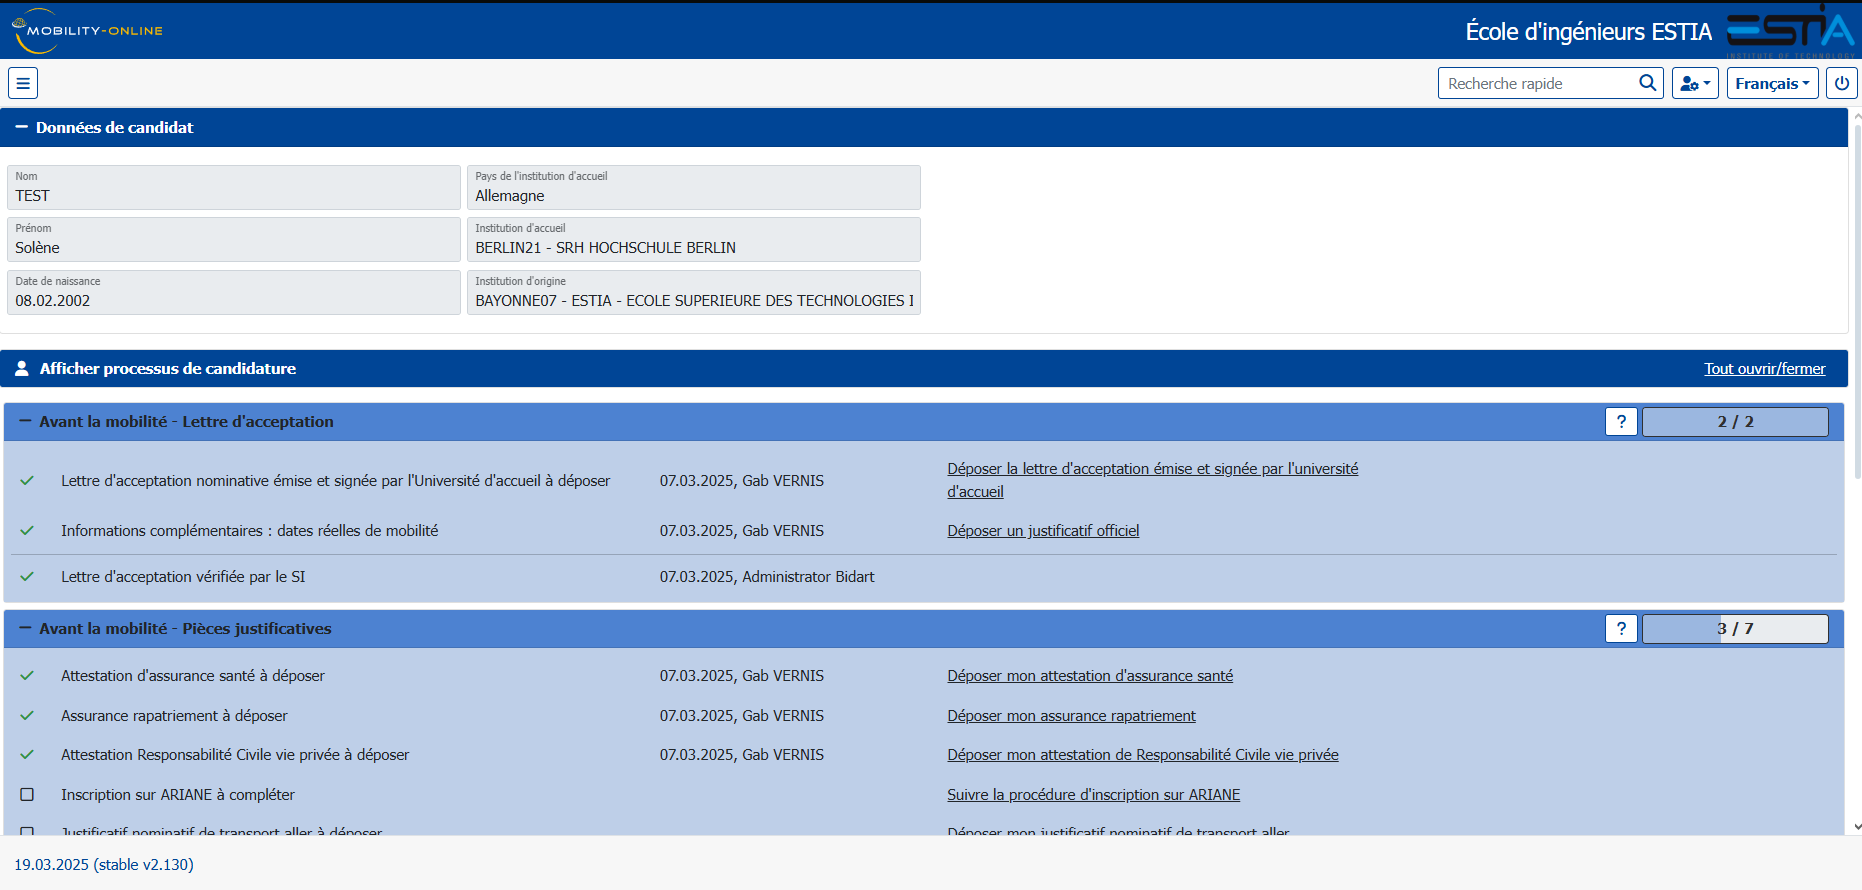 MOBILITY-ONLINE
École d'ingénieurs ESTIA
ESTIA
INSTITUTE OF TECHNOLOGY
Recherche rapide
Français
Données de candidat
Nom
TEST
Pays de l'institution d'accueil
Allemagne
Prénom
Solène
Institution d'accueil
BERLIN21 - SRH HOCHSCHULE BERLIN
Date de naissance
08.02.2002
Institution d'origine
BAYONNE07 - ESTIA - ECOLE SUPERIEURE DES TECHNOLOGIES I
Afficher processus de candidature
Tout ouvrir/fermer
Avant la mobilité - Lettre d'acceptation
?
2 / 2
Lettre d'acceptation nominative émise et signée par l'Université d'accueil à déposer
07.03.2025, Gab VERNIS
Déposer la lettre d'acceptation émise et signée par l'université
d'accueil
Informations complémentaires : dates réelles de mobilité
07.03.2025, Gab VERNIS
Déposer un justificatif officiel
Lettre d'acceptation vérifiée par le SI
07.03.2025, Administrator Bidart
Avant la mobilité - Pièces justificatives
?
3 / 7
Attestation d'assurance santé à déposer
07.03.2025, Gab VERNIS
Déposer mon attestation d'assurance santé
Assurance rapatriement à déposer
07.03.2025, Gab VERNIS
Déposer mon assurance rapatriement
Attestation Responsabilité Civile vie privée à déposer
07.03.2025, Gab VERNIS
Déposer mon attestation de Responsabilité Civile vie privée
Inscription sur ARIANE à compléter
Suivre la procédure d'inscription sur ARIANE
Justificatif nominatif de transport aller à déposer
Déposer mon justificatif nominatif de transport aller
19.03.2025 (stable v2.130)